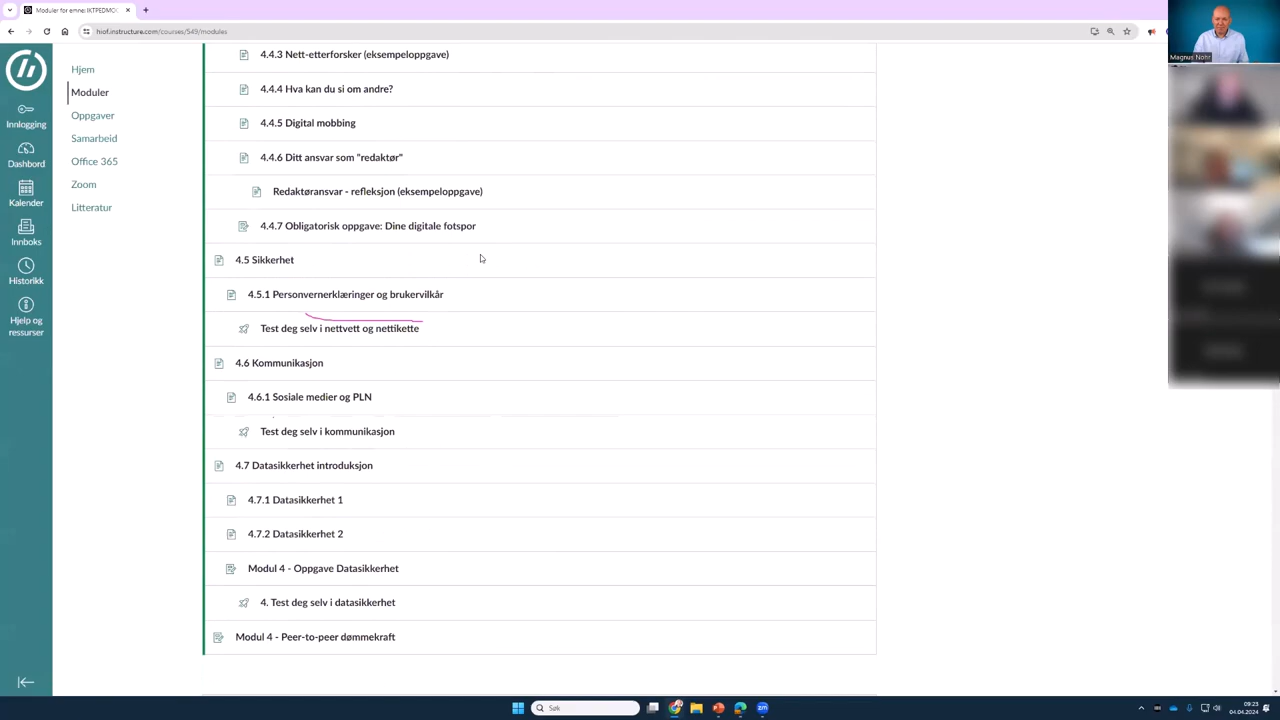 Moduler for emne: IKTPEDMO
hiof.instructure.com/courses/549/modules
Magnus Nohr
Innlogging
Dashbord
Kalender
Innboks
Historikk
Hjelp og
ressurser
Hjem
Moduler
Oppgaver
Samarbeid
Office 365
Zoom
Litteratur
4.4.3 Nett-etterforsker (eksempeloppgave)
4.4.4 Hva kan du si om andre?
4.4.5 Digital mobbing
4.4.6 Ditt ansvar som "redaktør"
Redaktøransvar - refleksjon (eksempeloppgave)
4.4.7 Obligatorisk oppgave: Dine digitale fotspor
4.5 Sikkerhet
4.5.1 Personvernerklæringer og brukervilkår
Test deg selv i nettvett og nettikette
4.6 Kommunikasjon
4.6.1 Sosiale medier og PLN
Test deg selv i kommunikasjon
4.7 Datasikkerhet introduksjon
4.7.1 Datasikkerhet 1
4.7.2 Datasikkerhet 2
Modul 4 - Oppgave Datasikkerhet
4. Test deg selv i datasikkerhet
Modul 4 - Peer-to-peer dømmekraft
Søk
zm
09:23
04.04.2024